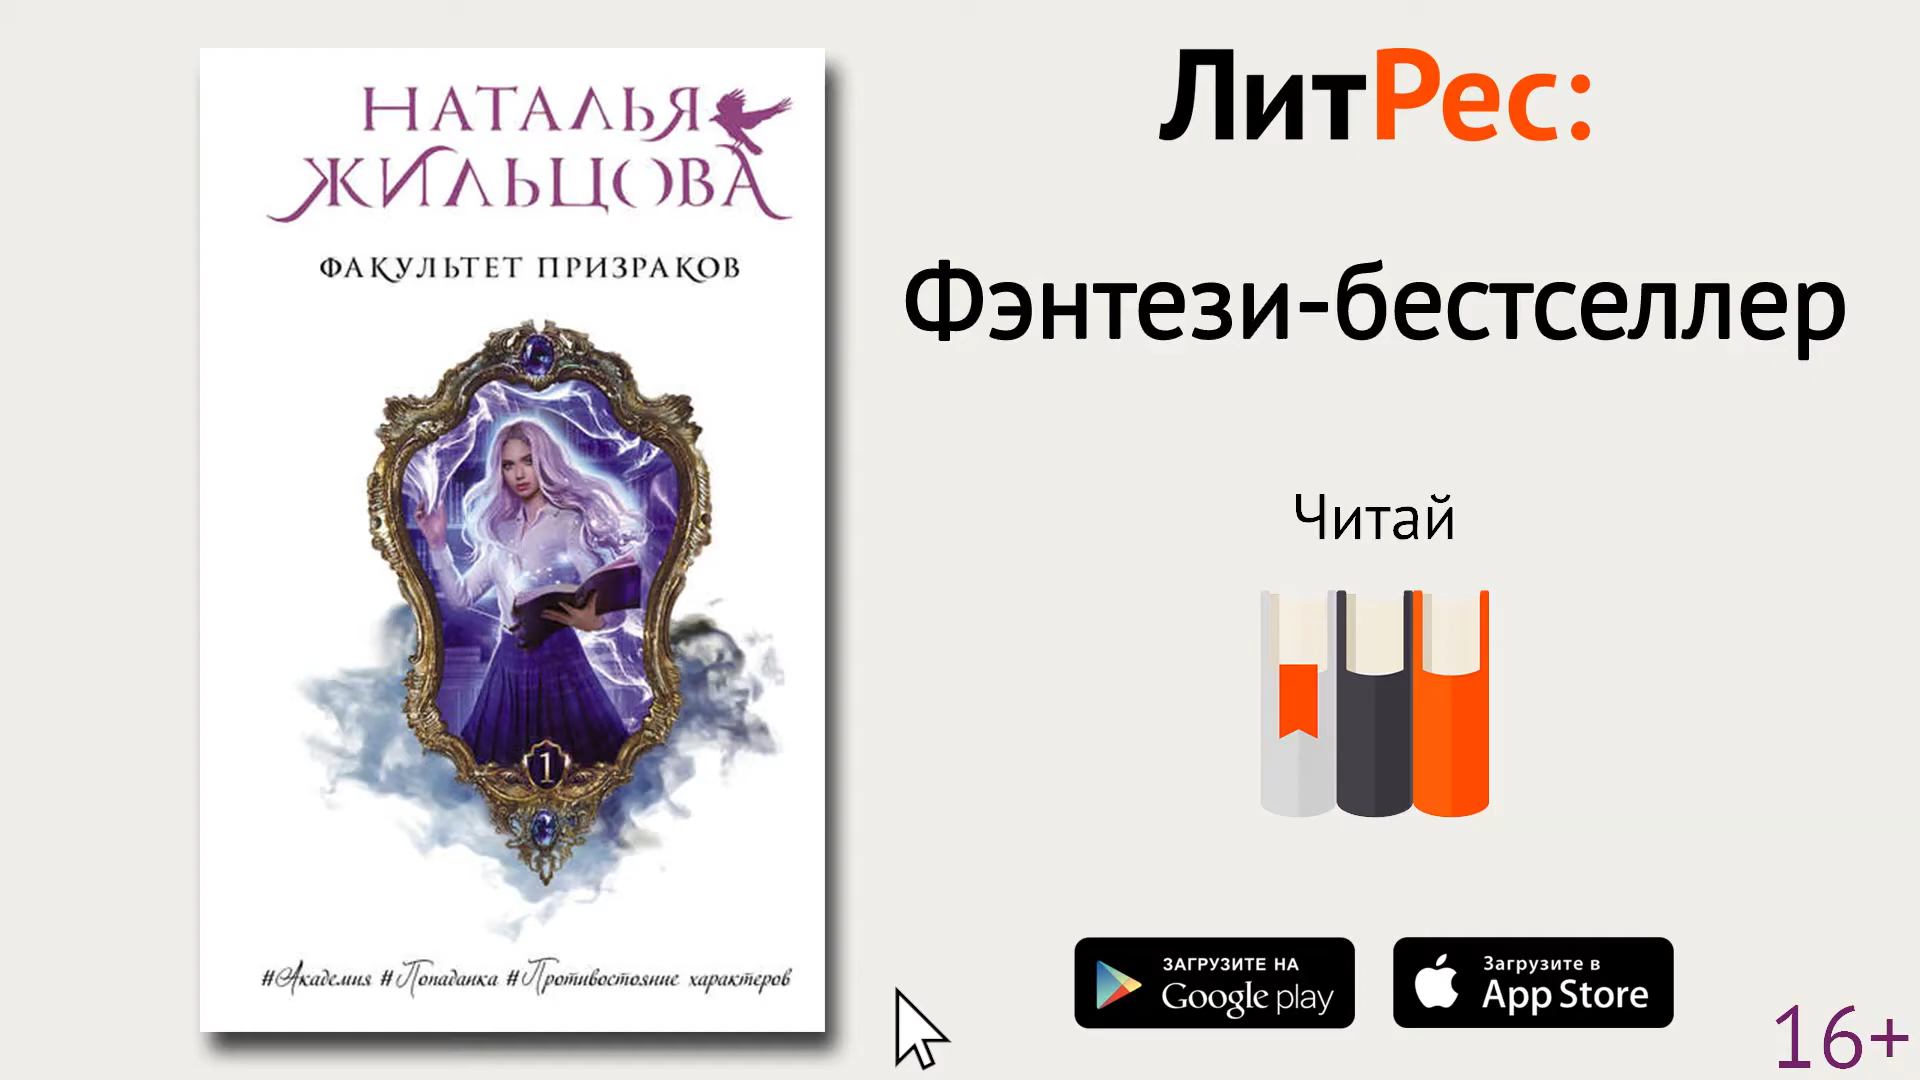 НАТАЛЬЯ
ЖИЛЬЦОВА
ФАКУЛЬТЕТ ПРИЗРАКОВ
1
#Академия #Попаданка #Противостояние характеров
ЛитРес:
Фэнтези-бестселлер
Читай
ЗАГРУЗИТЕ НА
Google play
Загрузите в
App Store
16+